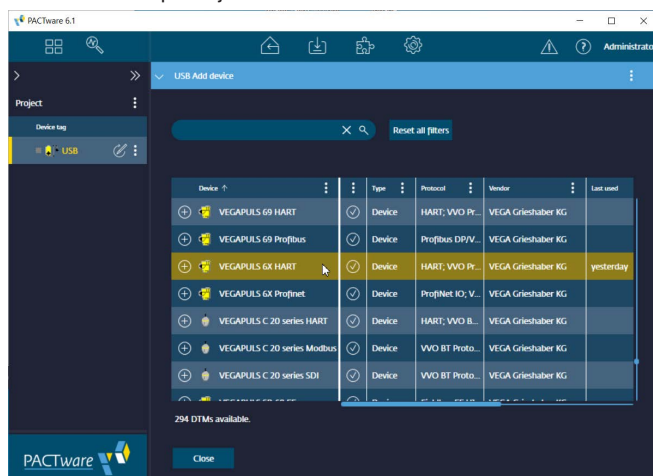 PACTware 6.1
Administrato
USB Add device
Project
Device tag
USB
Reset all filters
Device Type Protocol Vendor Last used
VEGAPULS 69 HART Device HART; VVO Pr... VEGA Grieshaber KG
VEGAPULS 69 Profibus Device Profibus DP/V... VEGA Grieshaber KG
VEGAPULS 6X HART Device HART; VVO Pr... VEGA Grieshaber KG yesterday
VEGAPULS 6X Profinet Device ProfiNet IO; V... VEGA Grieshaber KG
VEGAPULS C 20 series HART Device HART; VVO B... VEGA Grieshaber KG
VEGAPULS C 20 series Modbus Device VVO BT Proto... VEGA Grieshaber KG
VEGAPULS C 20 series SDI Device VVO BT Proto... VEGA Grieshaber KG
294 DTMs available.
Close
PACTware